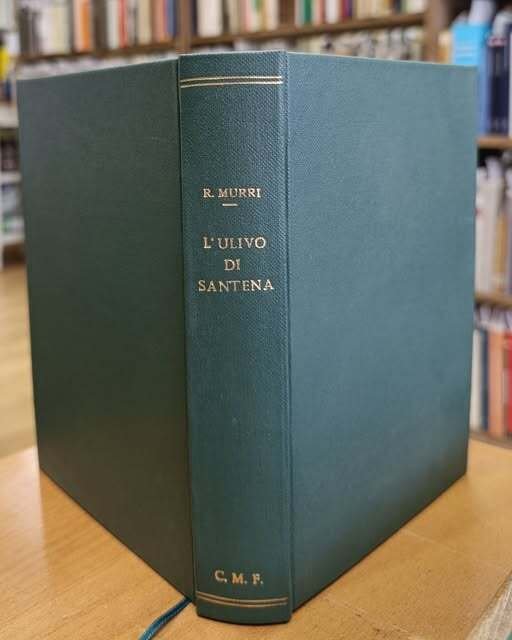 R. MURRI
L'ULIVO
DI
SANTENA
C. M. F.